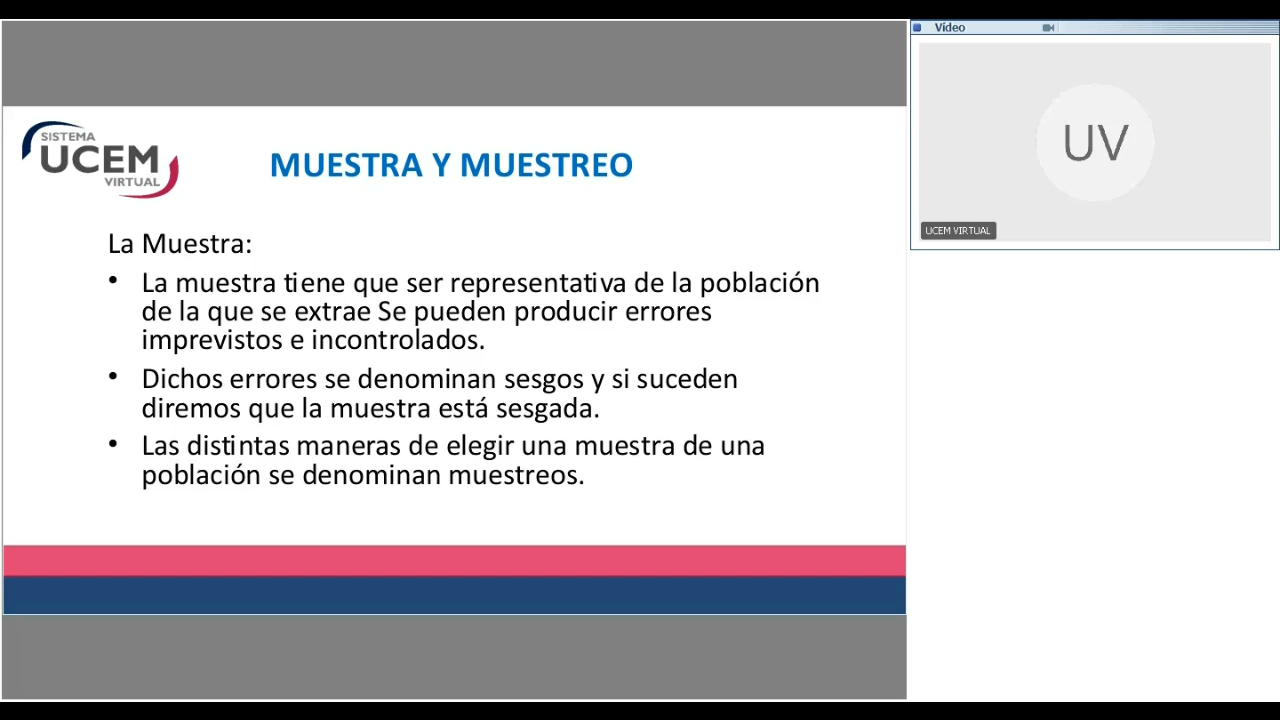 SISTEMA
UCEM
VIRTUAL
MUESTRA Y MUESTREO
La Muestra:
• La muestra tiene que ser representativa de la población
de la que se extrae Se pueden producir errores
imprevistos e incontrolados.
• Dichos errores se denominan sesgos y si suceden
diremos que la muestra está sesgada.
• Las distintas maneras de elegir una muestra de una
población se denominan muestreos.
Vídeo
UV
UCEM VIRTUAL